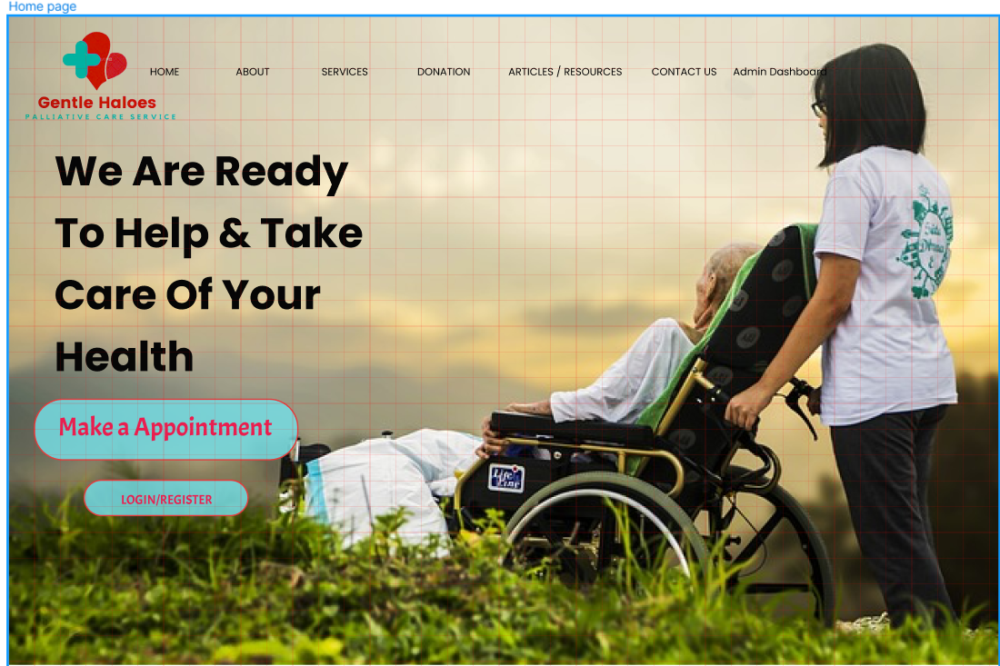 Home page
HOME ABOUT SERVICES DONATION ARTICLES / RESOURCES CONTACT US Admin Dashboard
Gentle Haloes
PALLIATIVE CARE SERVICE
We Are Ready
To Help & Take
Care Of Your
Health
Make a Appointment
LOGIN/REGISTER
Life
Line